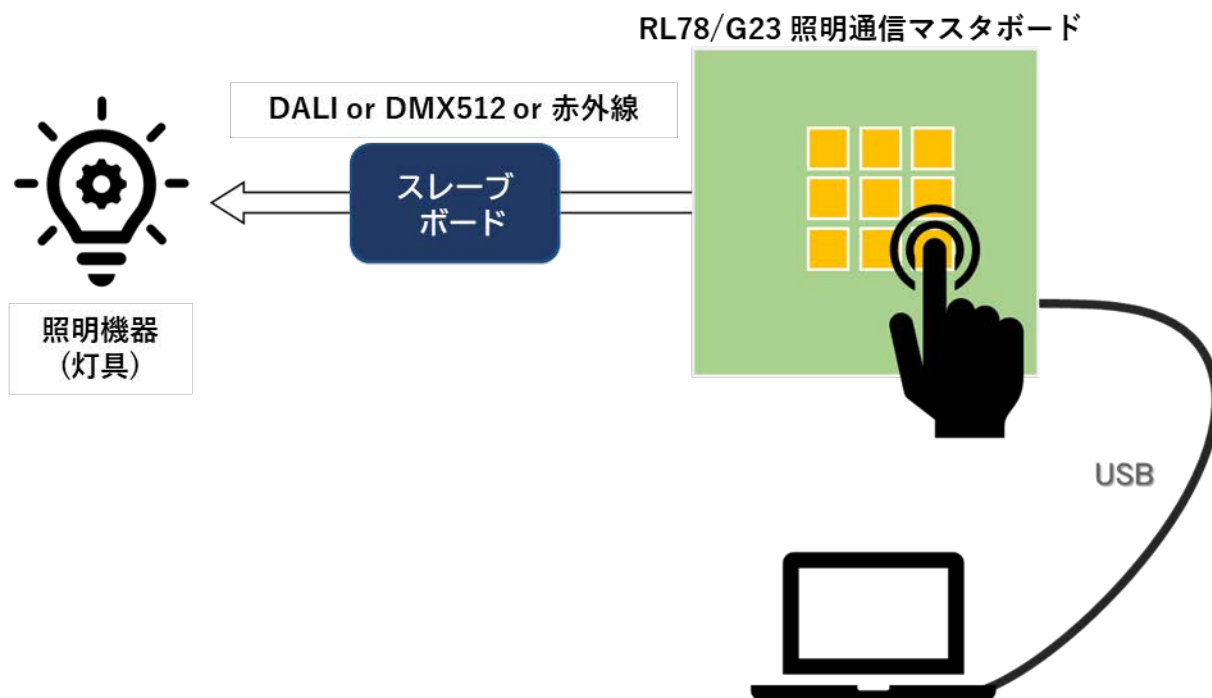 RL78/G23 照明通信マスタボード
DALI or DMX512 or 赤外線
スレーブ
ボード
照明機器
(灯具)
USB